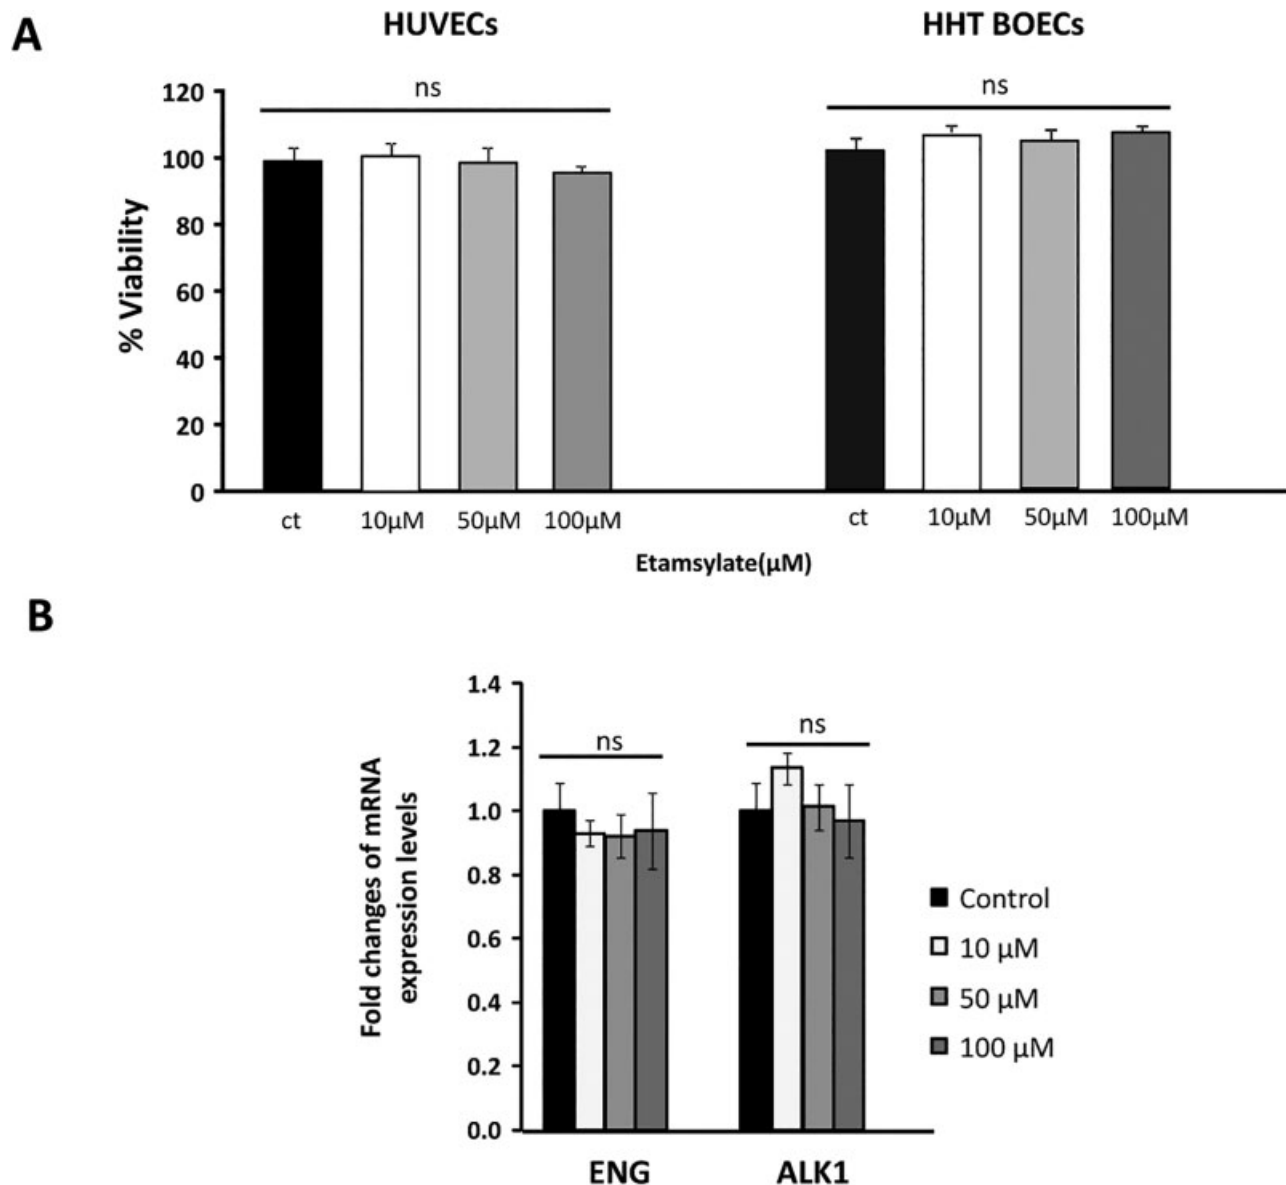 A
HUVECs
HHT BOECs
ns
ns
120
100
80
60
40
20
0
% Viability
ct
10µM
50µM
100µM
ct
10µM
50µM
100µM
Etamsylate(µM)
B
1.4
1.2
1.0
0.8
0.6
0.4
0.2
0.0
Fold changes of mRNA
expression levels
ns
ns
Control
10 µM
50 µM
100 µM
ENG
ALK1